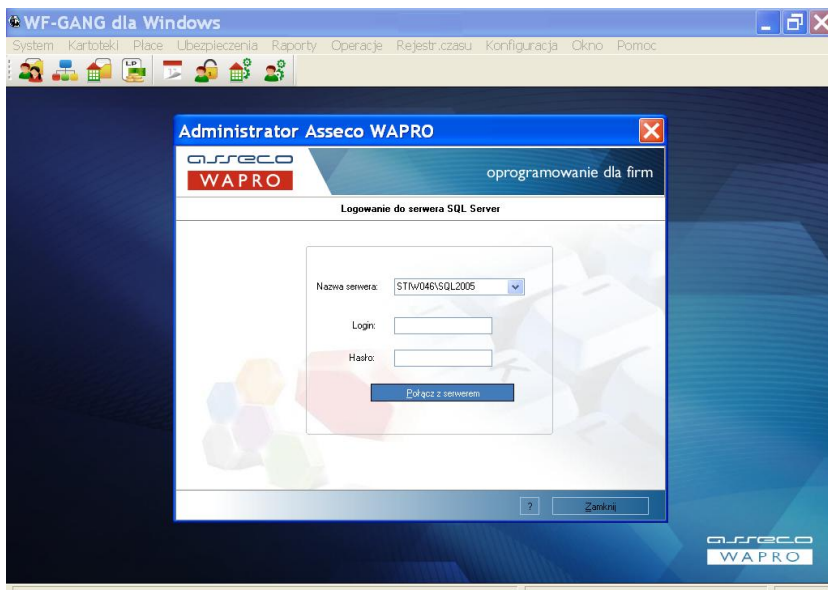 WF-GANG dla Windows
System Kartoteki Płace Ubezpieczenia Raporty Operacje Rejestr.czasu Konfiguracja Okno Pomoc
LP
Administrator Asseco WAPRO
asseco
WAPRO
oprogramowanie dla firm
Logowanie do serwera SQL Server
Nazwa serwera: STIW046\SQL2005
Login:
Hasło:
Połącz z serwerem
? Zamknij
asseco
WAPRO